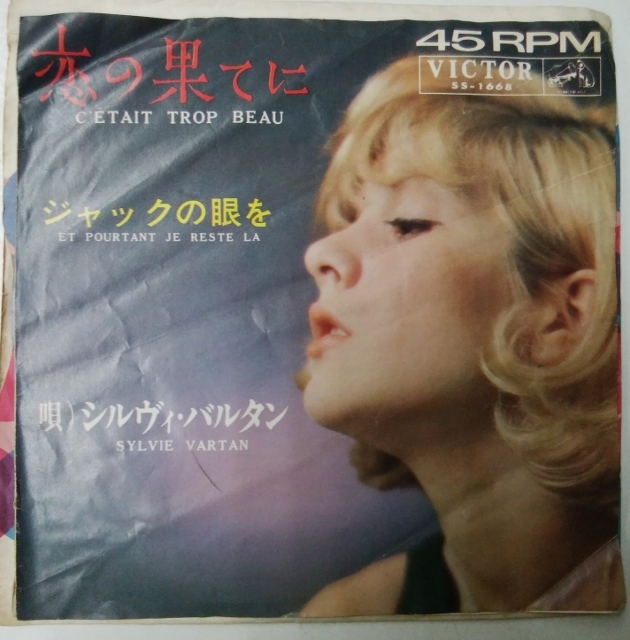 45 RPM
VICTOR
SS-1668
恋の果てに
C'ÉTAIT TROP BEAU
ジャックの眼を
ET POURTANT JE RESTE LA
唄)シルヴィ・バルタン
SYLVIE VARTAN